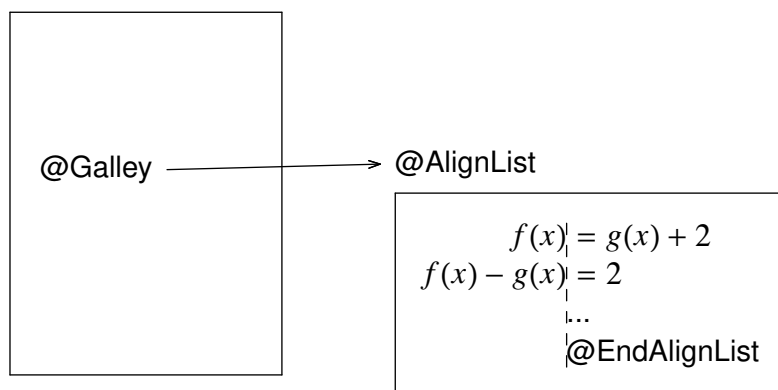 @Galley
@AlignList
f(x) = g(x) + 2
f(x) − g(x) = 2
...
@EndAlignList